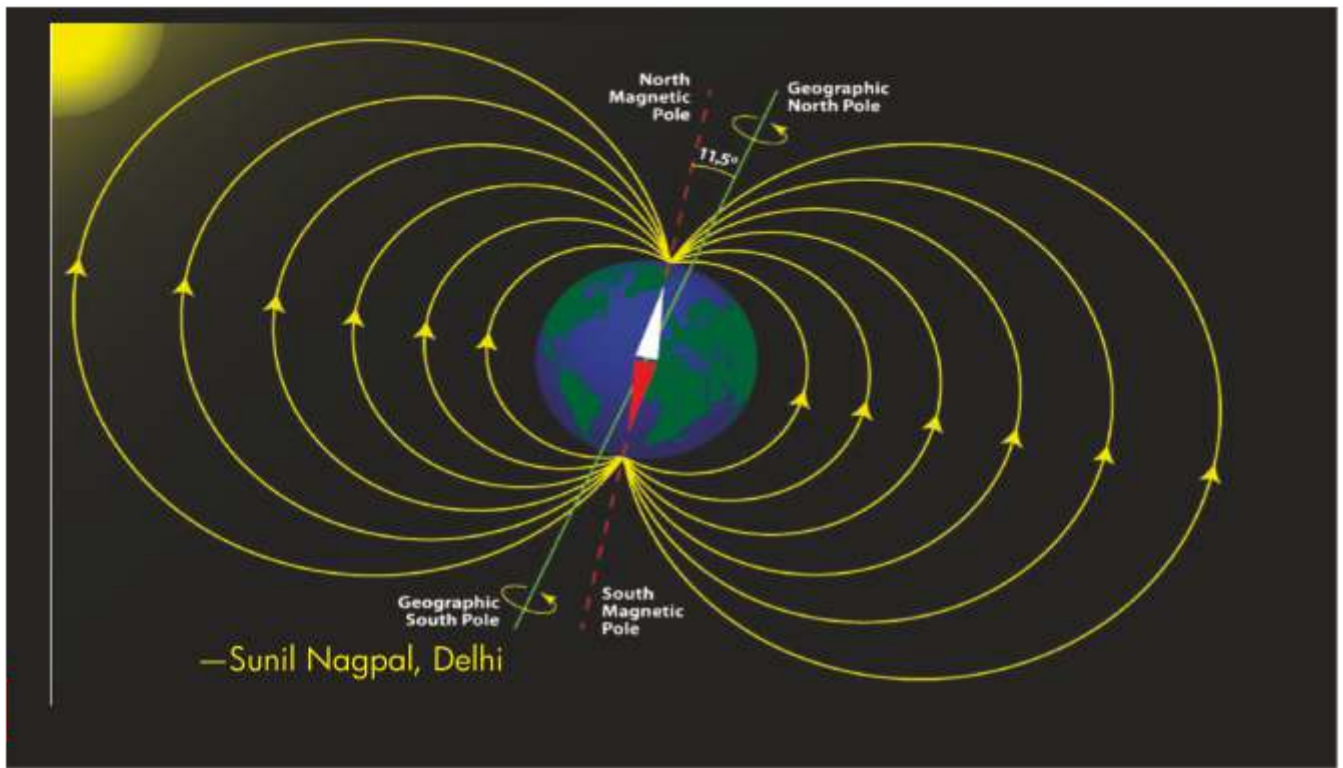 North
Magnetic
Pole
Geographic
North Pole
11,5°
Geographic
South Pole
South
Magnetic
Pole
—Sunil Nagpal, Delhi